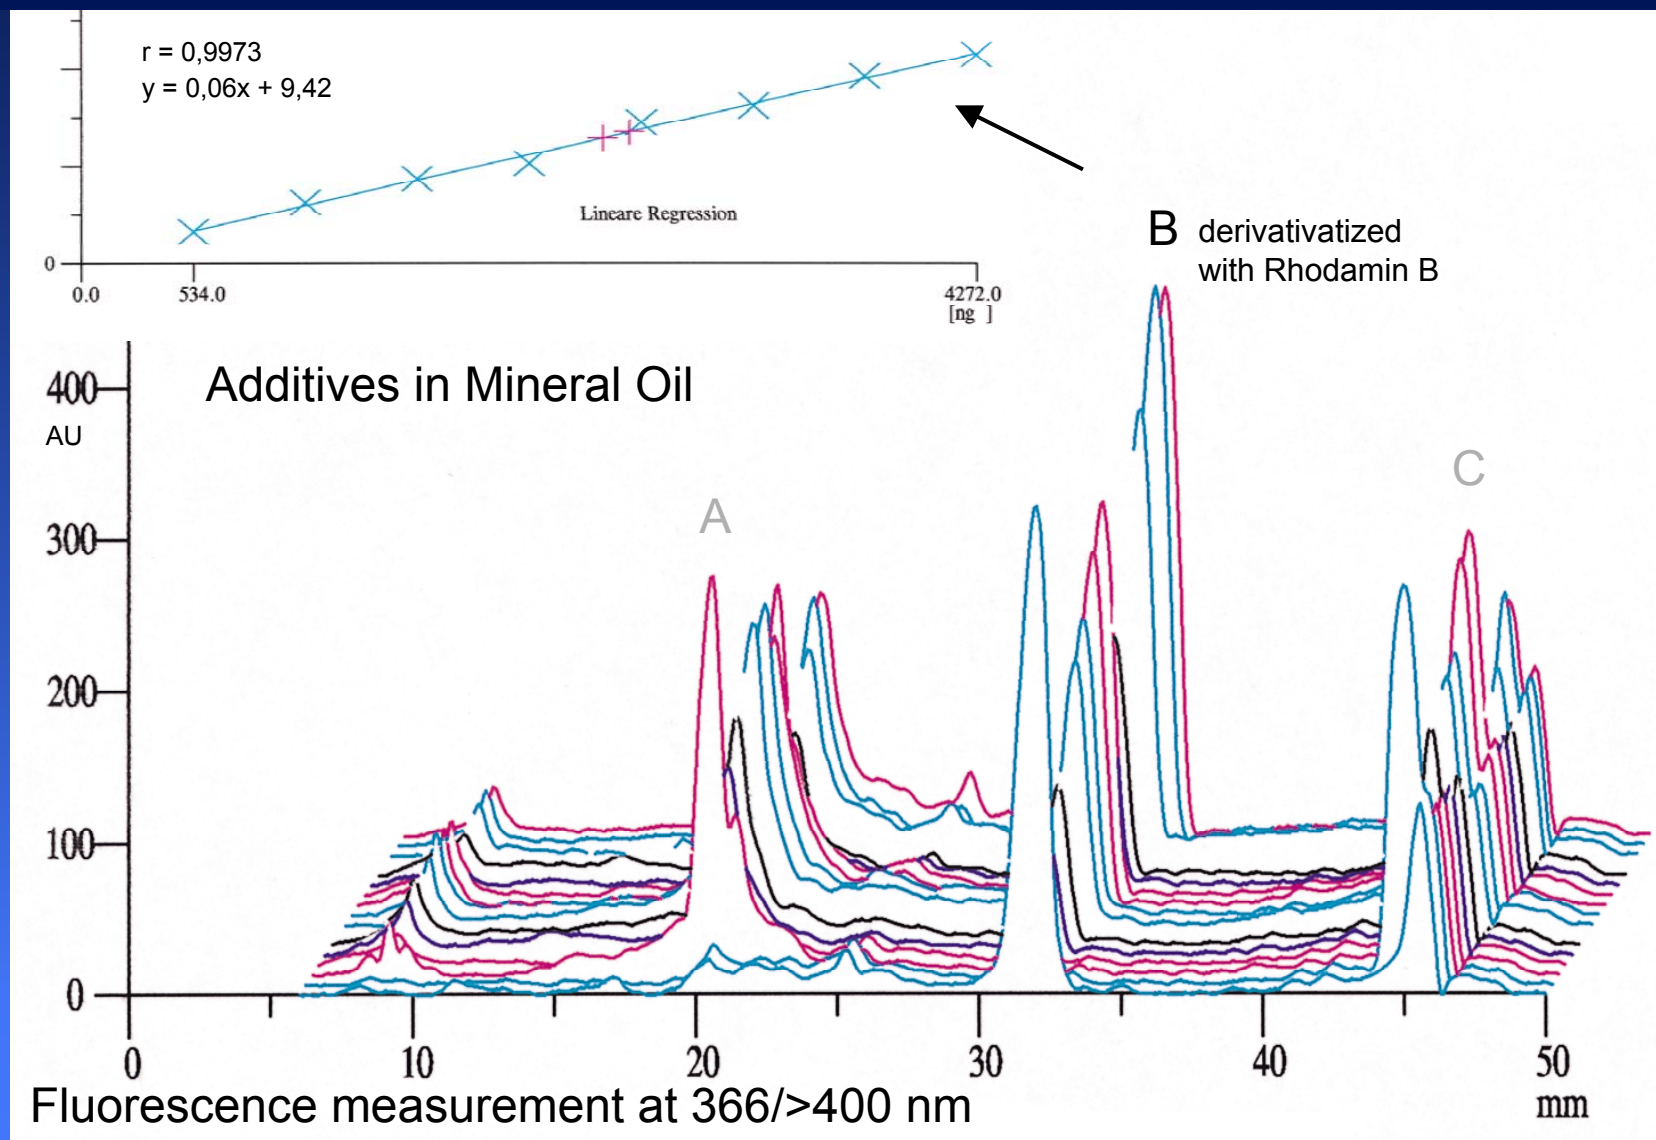 r = 0,9973
y = 0,06x + 9,42
Lineare Regression
0
0.0
534.0
4272.0
[ng ]
B derivativatized
with Rhodamin B
Additives in Mineral Oil
400
AU
300
200
100
0
A
C
0
10
20
30
40
50
mm
Fluorescence measurement at 366/>400 nm